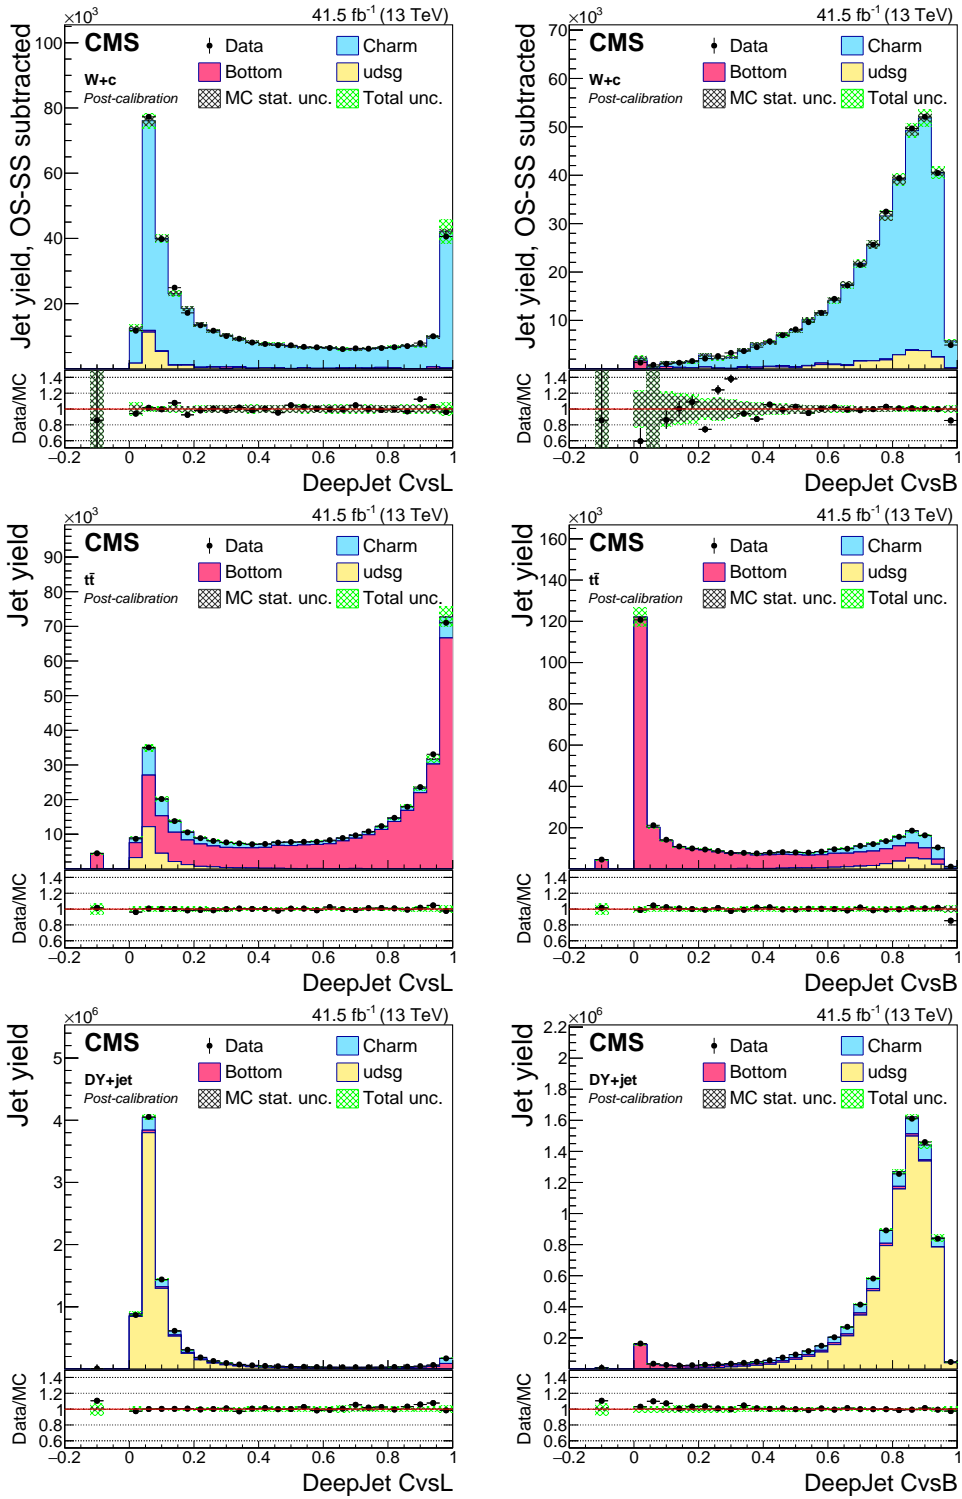 ×10³ 41.5 fb⁻¹ (13 TeV)
Jet yield, OS-SS subtracted
CMS Data Charm
W+c Bottom udsg
Post-calibration MC stat. unc. Total unc.
100
80
60
40
20
Data/MC
1.4
1.2
1
0.8
0.6
−0.2 0 0.2 0.4 0.6 0.8 1
DeepJet CvsL
×10³ 41.5 fb⁻¹ (13 TeV)
Jet yield, OS-SS subtracted
CMS Data Charm
W+c Bottom udsg
Post-calibration MC stat. unc. Total unc.
70
60
50
40
30
20
10
Data/MC
1.4
1.2
1
0.8
0.6
−0.2 0 0.2 0.4 0.6 0.8 1
DeepJet CvsB
×10³ 41.5 fb⁻¹ (13 TeV)
Jet yield
CMS Data Charm
tt̄ Bottom udsg
Post-calibration MC stat. unc. Total unc.
90
80
70
60
50
40
30
20
10
Data/MC
1.4
1.2
1
0.8
0.6
−0.2 0 0.2 0.4 0.6 0.8 1
DeepJet CvsL
×10³ 41.5 fb⁻¹ (13 TeV)
Jet yield
CMS Data Charm
tt̄ Bottom udsg
Post-calibration MC stat. unc. Total unc.
160
140
120
100
80
60
40
20
Data/MC
1.4
1.2
1
0.8
0.6
−0.2 0 0.2 0.4 0.6 0.8 1
DeepJet CvsB
×10⁶ 41.5 fb⁻¹ (13 TeV)
Jet yield
CMS Data Charm
DY+jet Bottom udsg
Post-calibration MC stat. unc. Total unc.
5
4
3
2
1
Data/MC
1.4
1.2
1
0.8
0.6
−0.2 0 0.2 0.4 0.6 0.8 1
DeepJet CvsL
×10⁶ 41.5 fb⁻¹ (13 TeV)
Jet yield
CMS Data Charm
DY+jet Bottom udsg
Post-calibration MC stat. unc. Total unc.
2.2
2
1.8
1.6
1.4
1.2
1
0.8
0.6
0.4
0.2
Data/MC
1.4
1.2
1
0.8
0.6
−0.2 0 0.2 0.4 0.6 0.8 1
DeepJet CvsB